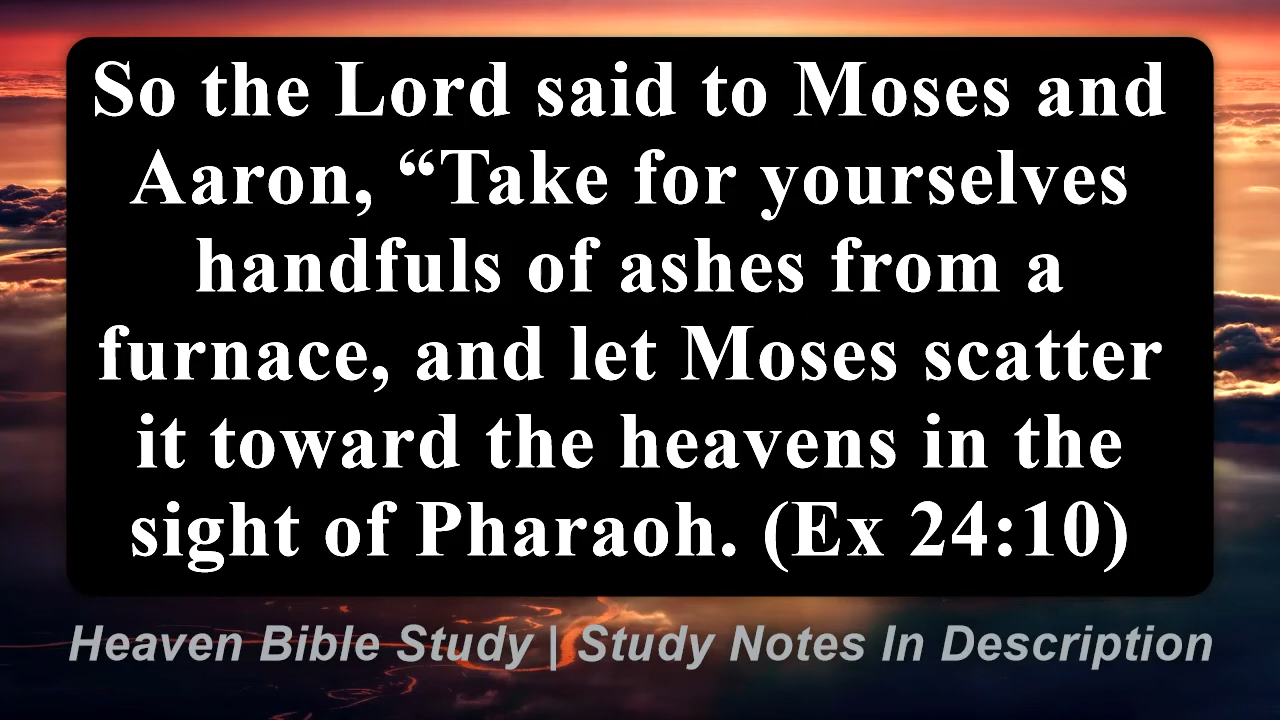 So the Lord said to Moses and
Aaron, “Take for yourselves
handfuls of ashes from a
furnace, and let Moses scatter
it toward the heavens in the
sight of Pharaoh. (Ex 24:10)
Heaven Bible Study | Study Notes In Description